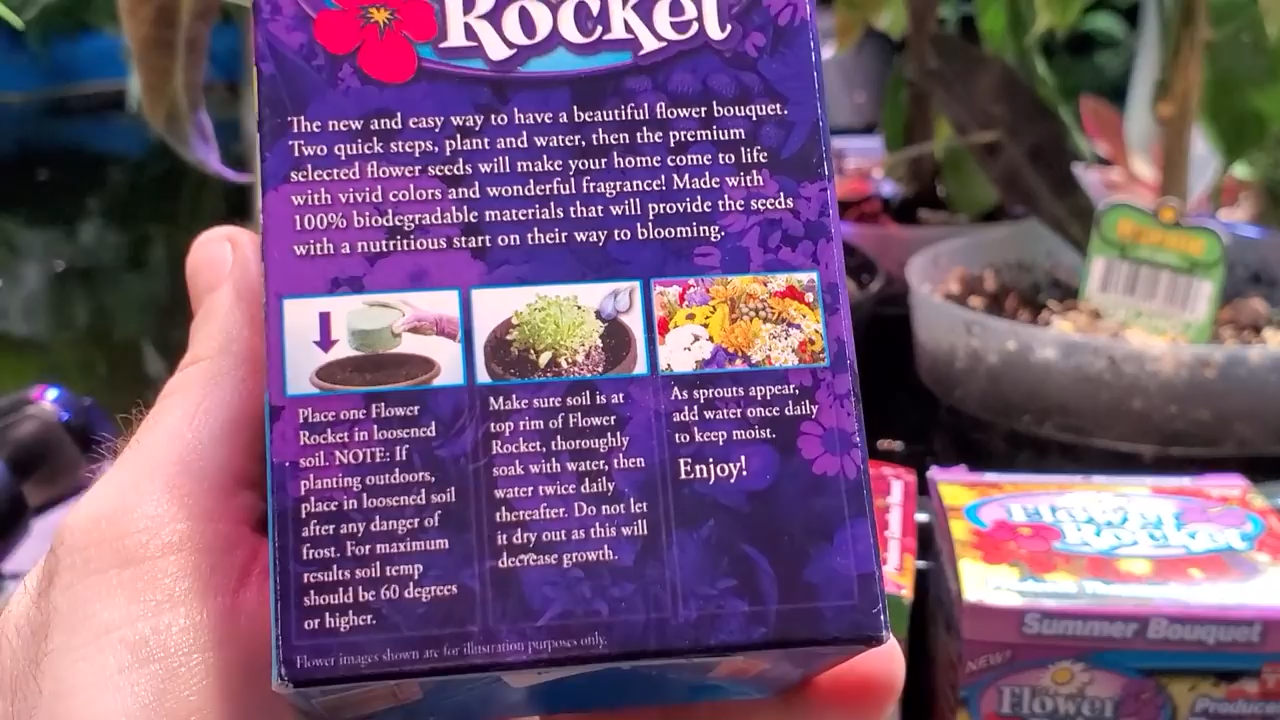 Rocket
The new and easy way to have a beautiful flower bouquet.
Two quick steps, plant and water, then the premium
selected flower seeds will make your home come to life
with vivid colors and wonderful fragrance! Made with
100% biodegradable materials that will provide the seeds
with a nutritious start on their way to blooming.
Place one Flower
Rocket in loosened
soil. NOTE: If
planting outdoors,
place in loosened soil
after any danger of
frost. For maximum
results soil temp
should be 60 degrees
or higher.
Make sure soil is at
top rim of Flower
Rocket, thoroughly
soak with water, then
water twice daily
thereafter. Do not let
it dry out as this will
decrease growth.
As sprouts appear,
add water once daily
to keep moist.
Enjoy!
Flower images shown are for illustration purposes only.
Flower
Rocket
Summer Bouquet
NEW!
Flower